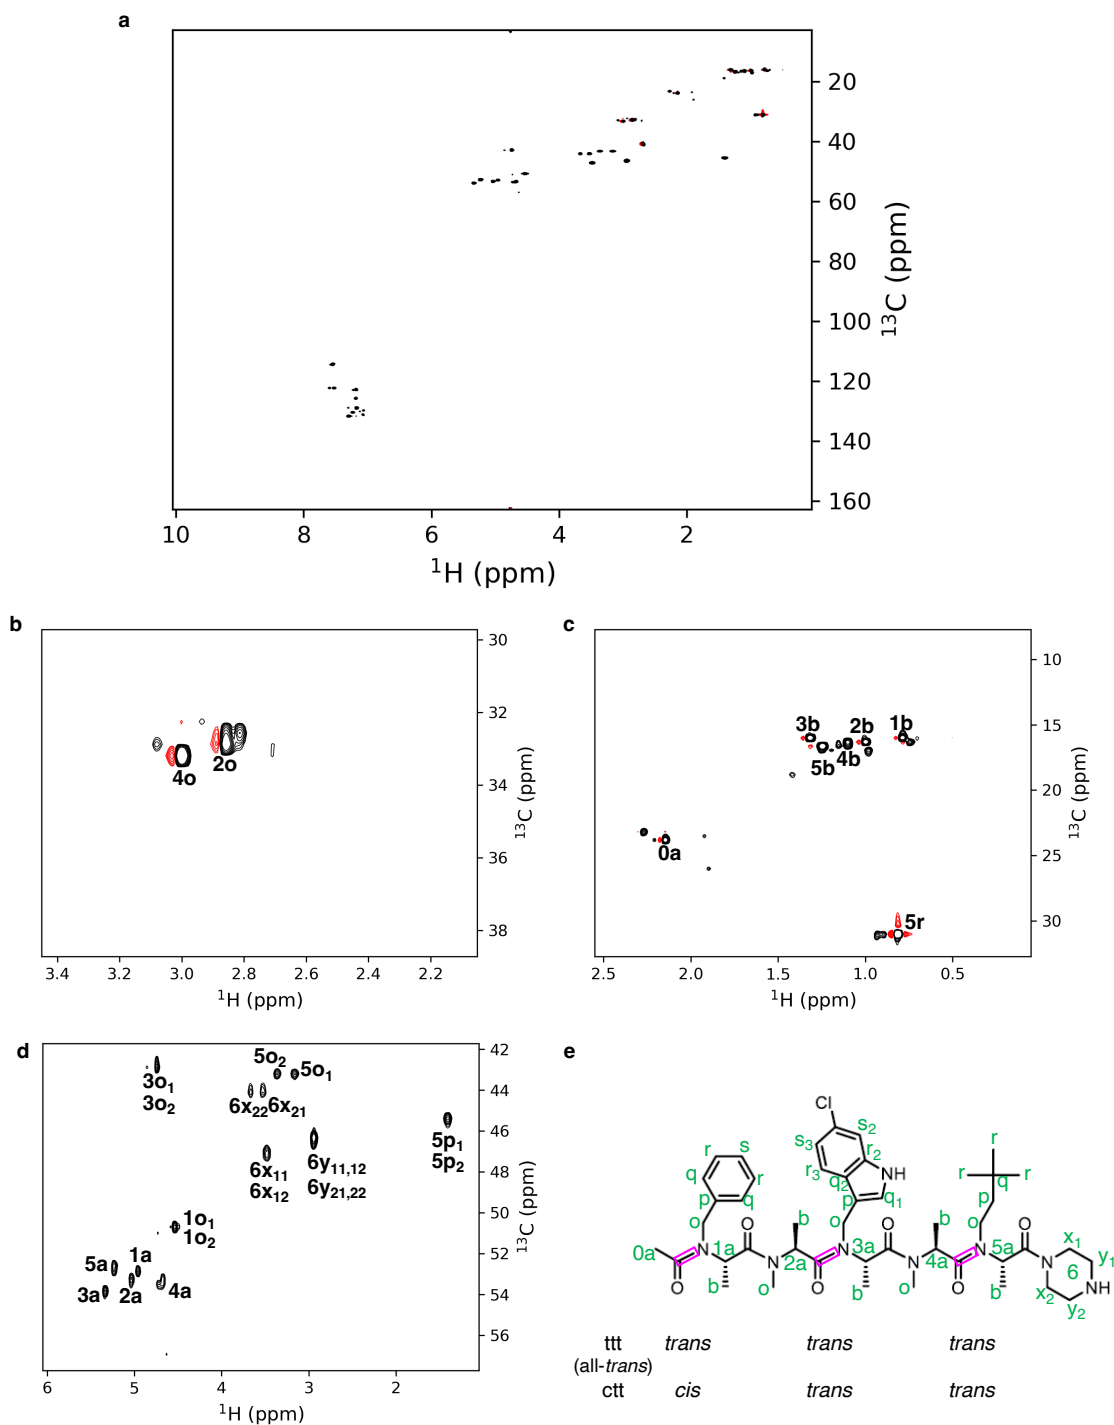 a
20
40
60
80
100
120
140
160
10
8
6
4
2
¹H (ppm)
¹³C (ppm)
b
30
32
34
36
38
4o
2o
3.4
3.2
3.0
2.8
2.6
2.4
2.2
¹H (ppm)
¹³C (ppm)
c
10
15
20
25
30
3b
2b
1b
5b
4b
0a
5r
2.5
2.0
1.5
1.0
0.5
¹H (ppm)
¹³C (ppm)
d
42
44
46
48
50
52
54
56
3o₁
3o₂
5o₂
5o₁
6x₂₂
6x₂₁
5p₁
5p₂
6x₁₁
6x₁₂
6y₁₁,₁₂
6y₂₁,₂₂
1o₁
1o₂
5a
1a
3a
2a
4a
6
5
4
3
2
¹H (ppm)
¹³C (ppm)
e
Cl
s₂
s₃
r₂
r₃
q₂
NH
p
q₁
o
r
s
q
r
p
q
o
r
r
r
q
p
o
0a
N
1a
O
b
O
N
o
2a
b
O
N
3a
b
O
N
o
4a
b
O
N
5a
b
O
N
x₁
y₁
6
NH
x₂
y₂
ttt trans trans trans
(all-trans)
ctt cis trans trans